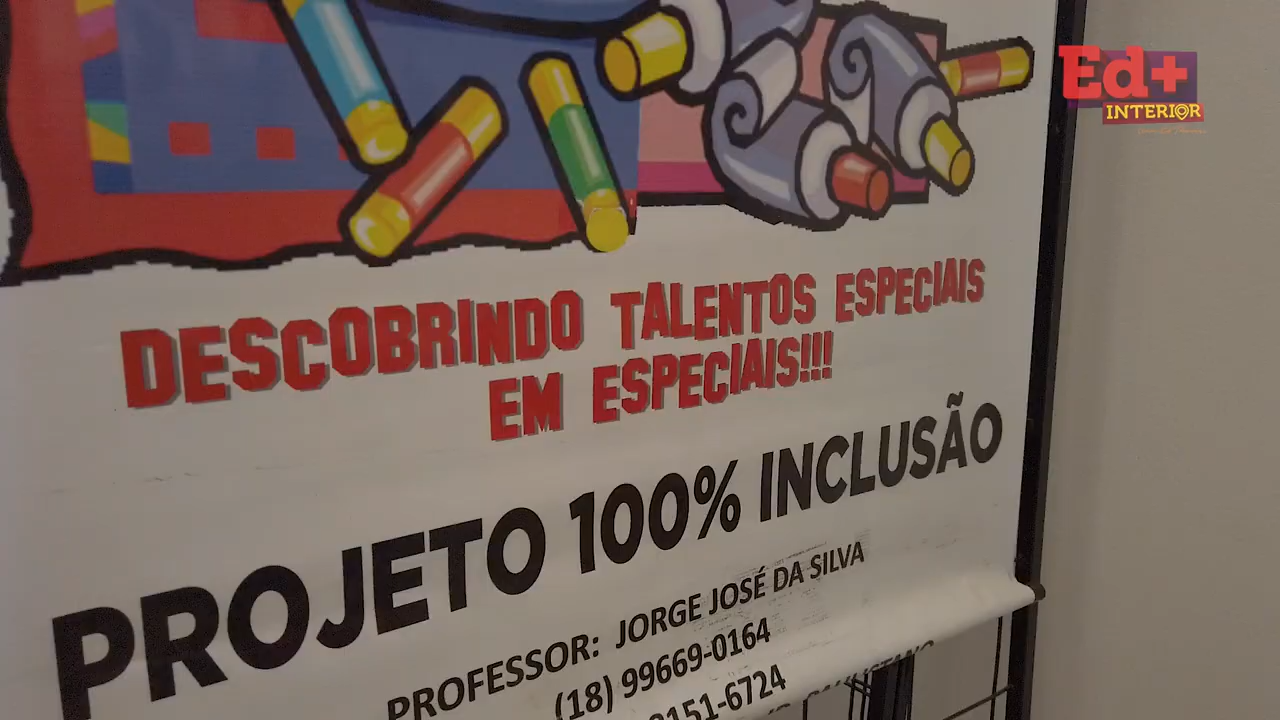 Ed+
INTERIOR
DESCOBRINDO TALENTOS ESPECIAIS
EM ESPECIAIS!!!
PROJETO 100% INCLUSÃO
PROFESSOR: JORGE JOSÉ DA SILVA
(18) 99669-0164
151-6724